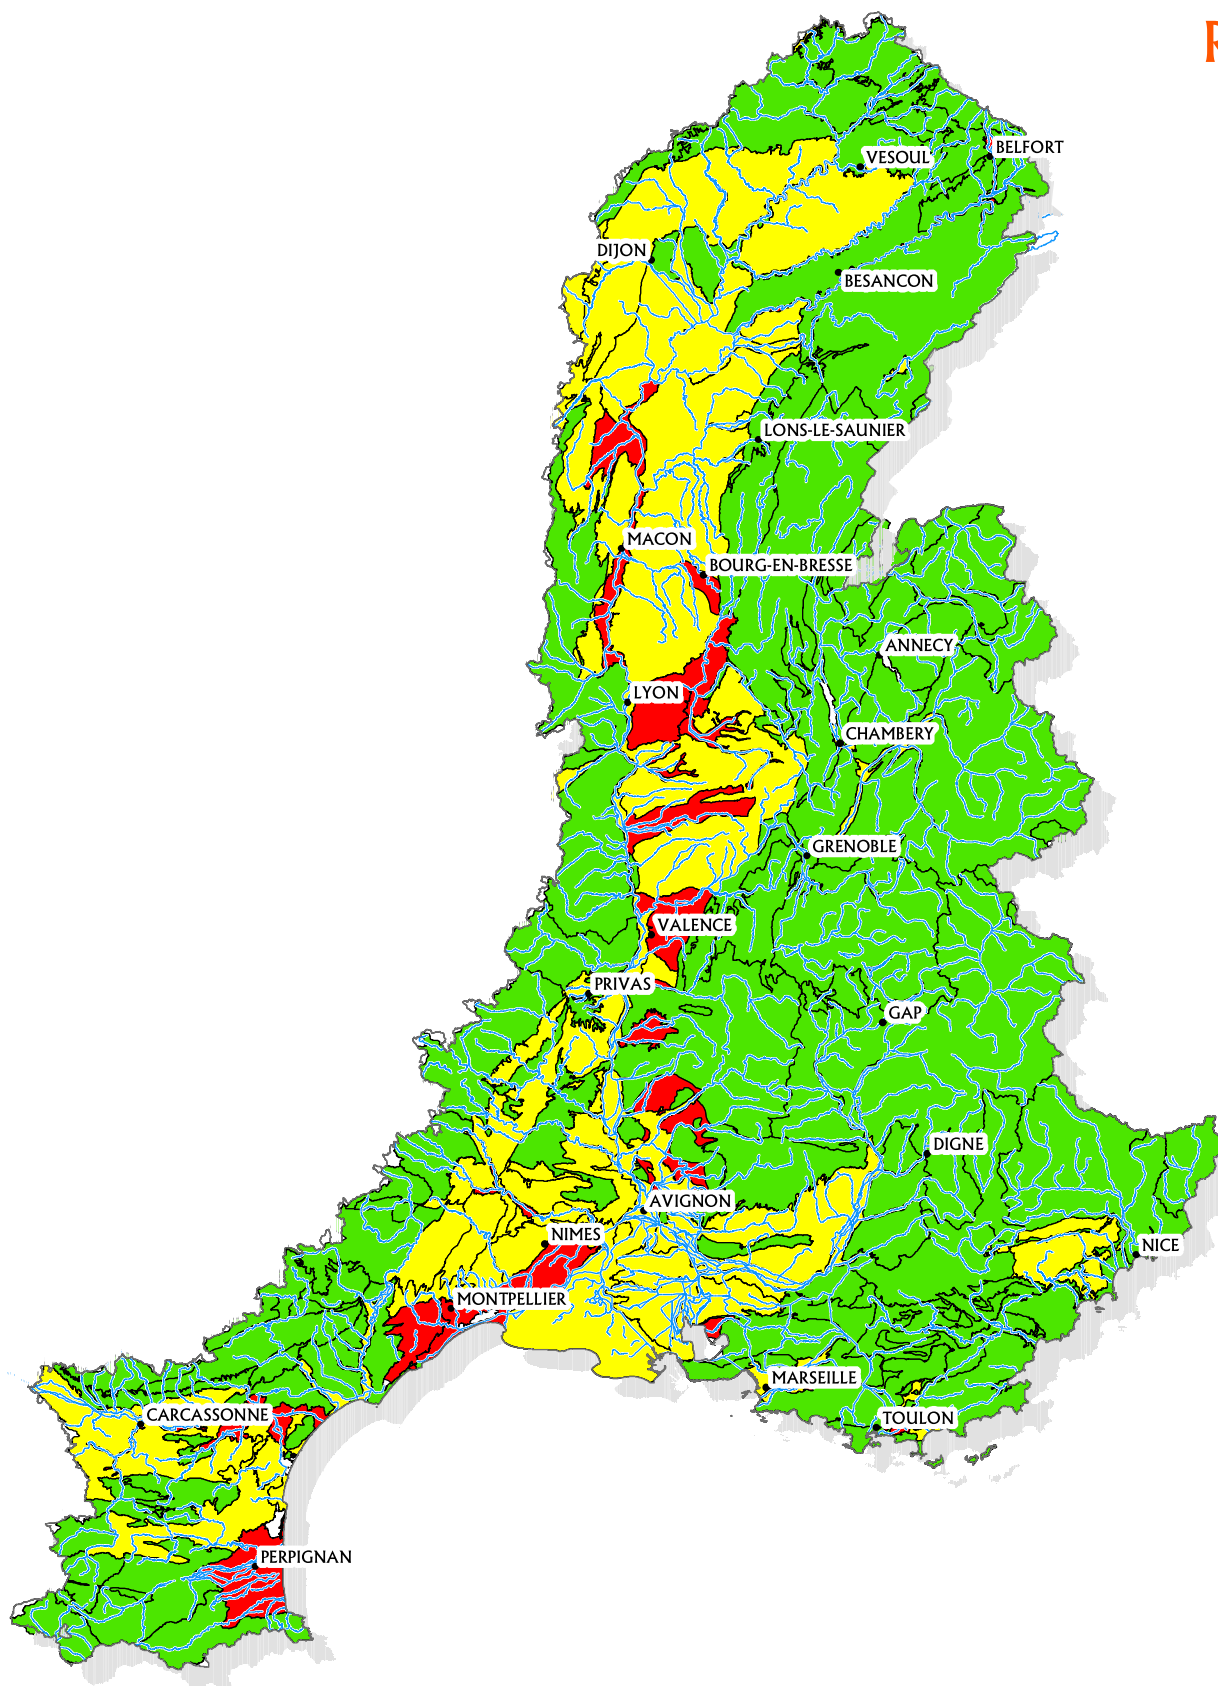 R
BELFORT
VESOUL
DIJON
BESANCON
LONS-LE-SAUNIER
MACON
BOURG-EN-BRESSE
ANNECY
LYON
CHAMBERY
GRENOBLE
VALENCE
PRIVAS
GAP
DIGNE
AVIGNON
NIMES
NICE
MONTPELLIER
MARSEILLE
CARCASSONNE
TOULON
PERPIGNAN